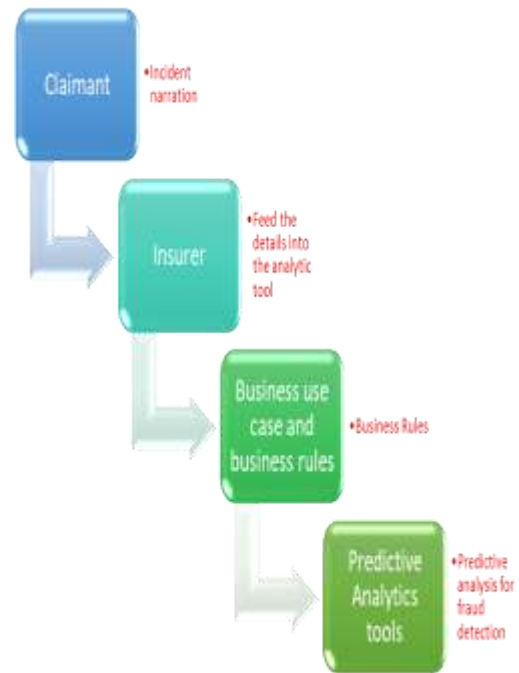 Claimant
•Incident
narration
Insurer
•Feed the
details into
the analytic
tool
Business use
case and
business rules
•Business Rules
Predictive
Analytics
tools
•Predictive
analysis for
fraud
detection